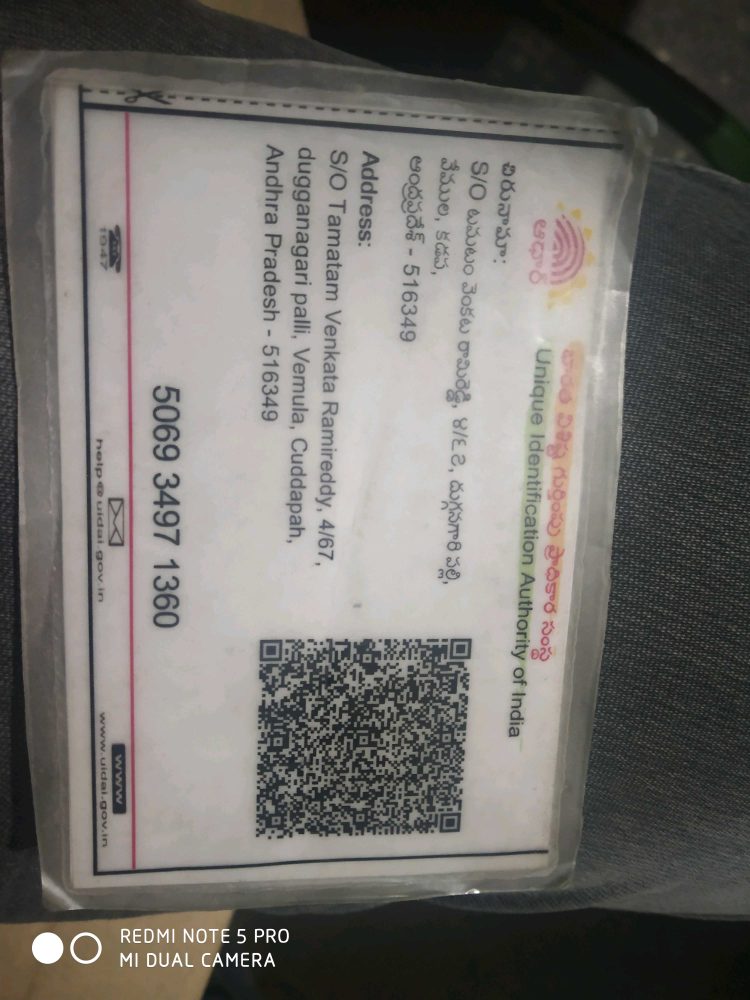 ఆధార్
భారత విశిష్ట గుర్తింపు ప్రాధికార సంస్థ
Unique Identification Authority of India
చిరునామా:
S/O తమటం వెంకట రామిరెడ్డి, ౪/౬౭, దుగ్గనగారి పల్లి,
వేముల, కడప,
ఆంధ్రప్రదేశ్ - 516349
Address:
S/O Tamatam Venkata Ramireddy, 4/67,
dugganagari palli, Vemula, Cuddapah,
Andhra Pradesh - 516349
5069 3497 1360
1947
help@uidai.gov.in
www
www.uidai.gov.in
REDMI NOTE 5 PRO
MI DUAL CAMERA